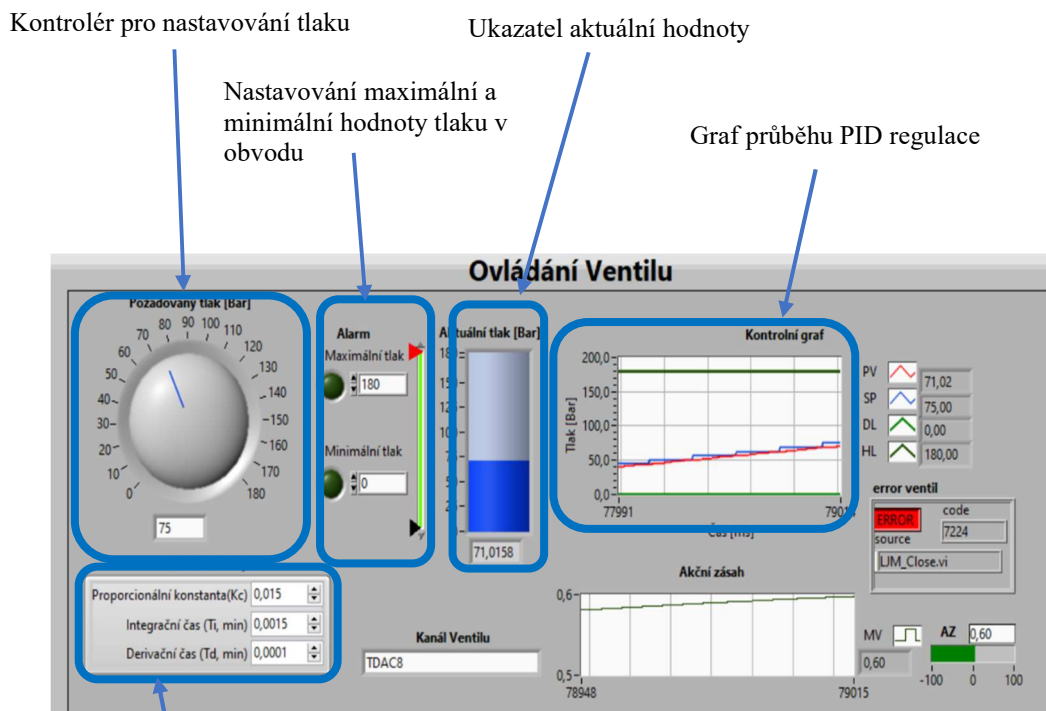 Kontrolér pro nastavování tlaku
Ukazatel aktuální hodnoty
Nastavování maximální a
minimální hodnoty tlaku v
obvodu
Graf průběhu PID regulace
Ovládání Ventilu
Požadovaný tlak [Bar]
0
10
20
30
40
50
60
70
80
90
100
110
120
130
140
150
160
170
180
75
Alarm
Maximální tlak
180
Minimální tlak
0
Aktuální tlak [Bar]
71,0158
Kontrolní graf
Tlak [Bar]
200,0
150,0
100,0
50,0
0,0
77991
Čas [ms]
PV 71,02
SP 75,00
DL 0,00
HL 180,00
error ventil
ERROR code
source 7224
LJM_Close.vi
Proporcionální konstanta(Kc) 0,015
Integrační čas (Ti, min) 0,0015
Derivační čas (Td, min) 0,0001
Kanál Ventilu
TDAC8
Akční zásah
0,6
0,5
78948 79015
MV AZ 0,60
0,60
-100 0 100